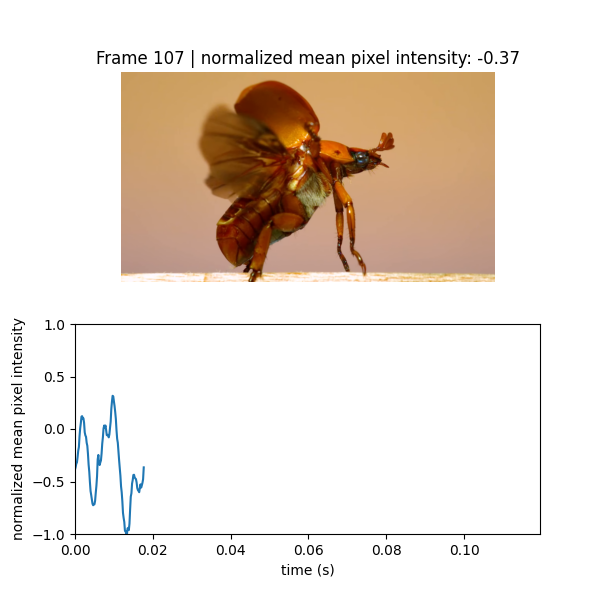 Frame 107 | normalized mean pixel intensity: -0.37
normalized mean pixel intensity
1.0
0.5
0.0
−0.5
−1.0
0.00 0.02 0.04 0.06 0.08 0.10
time (s)